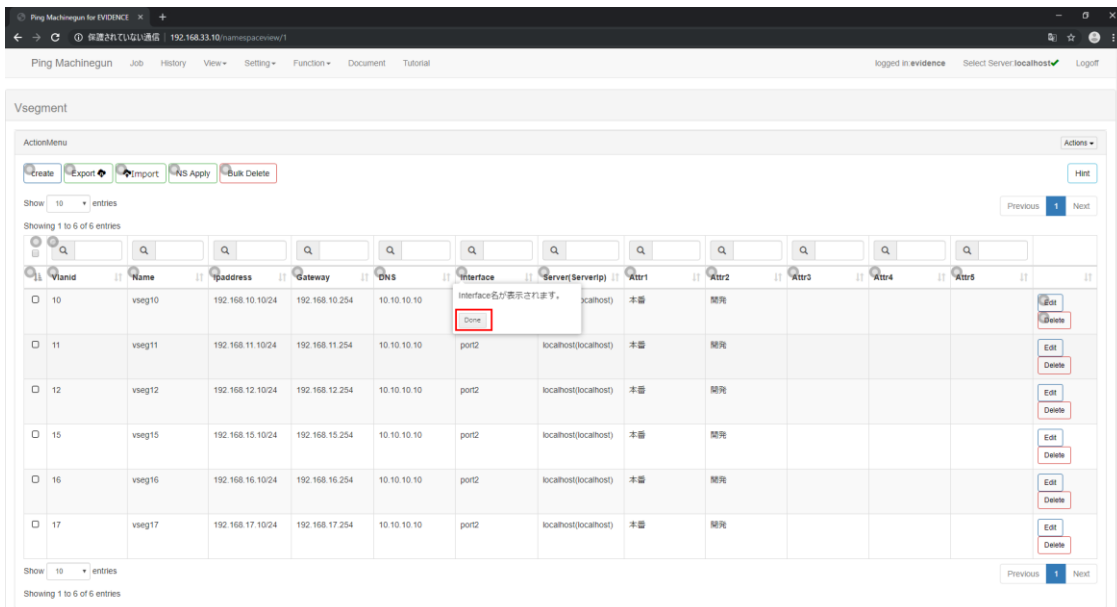 Ping Machinegun for EVIDENCE × +
保護されていない通信 | 192.168.33.10/namespaceview/1
Ping Machinegun Job History View Setting Function Document Tutorial logged in:evidence Select Server:localhost✔ Logoff
Vsegment
ActionMenu Actions
Create Export Import NS Apply Bulk Delete Hint
Show 10 entries Previous 1 Next
Showing 1 to 6 of 6 entries
Vlanid Name Ipaddress Gateway DNS Interface Server(Serverip) Attr1 Attr2 Attr3 Attr4 Attr5
10 vseg10 192.168.10.10/24 192.168.10.254 10.10.10.10 Interface名が表示されます。 ocalhost) 本番 開発 Edit
Done Delete
11 vseg11 192.168.11.10/24 192.168.11.254 10.10.10.10 port2 localhost(localhost) 本番 開発 Edit
Delete
12 vseg12 192.168.12.10/24 192.168.12.254 10.10.10.10 port2 localhost(localhost) 本番 開発 Edit
Delete
15 vseg15 192.168.15.10/24 192.168.15.254 10.10.10.10 port2 localhost(localhost) 本番 開発 Edit
Delete
16 vseg16 192.168.16.10/24 192.168.16.254 10.10.10.10 port2 localhost(localhost) 本番 開発 Edit
Delete
17 vseg17 192.168.17.10/24 192.168.17.254 10.10.10.10 port2 localhost(localhost) 本番 開発 Edit
Delete
Show 10 entries Previous 1 Next
Showing 1 to 6 of 6 entries